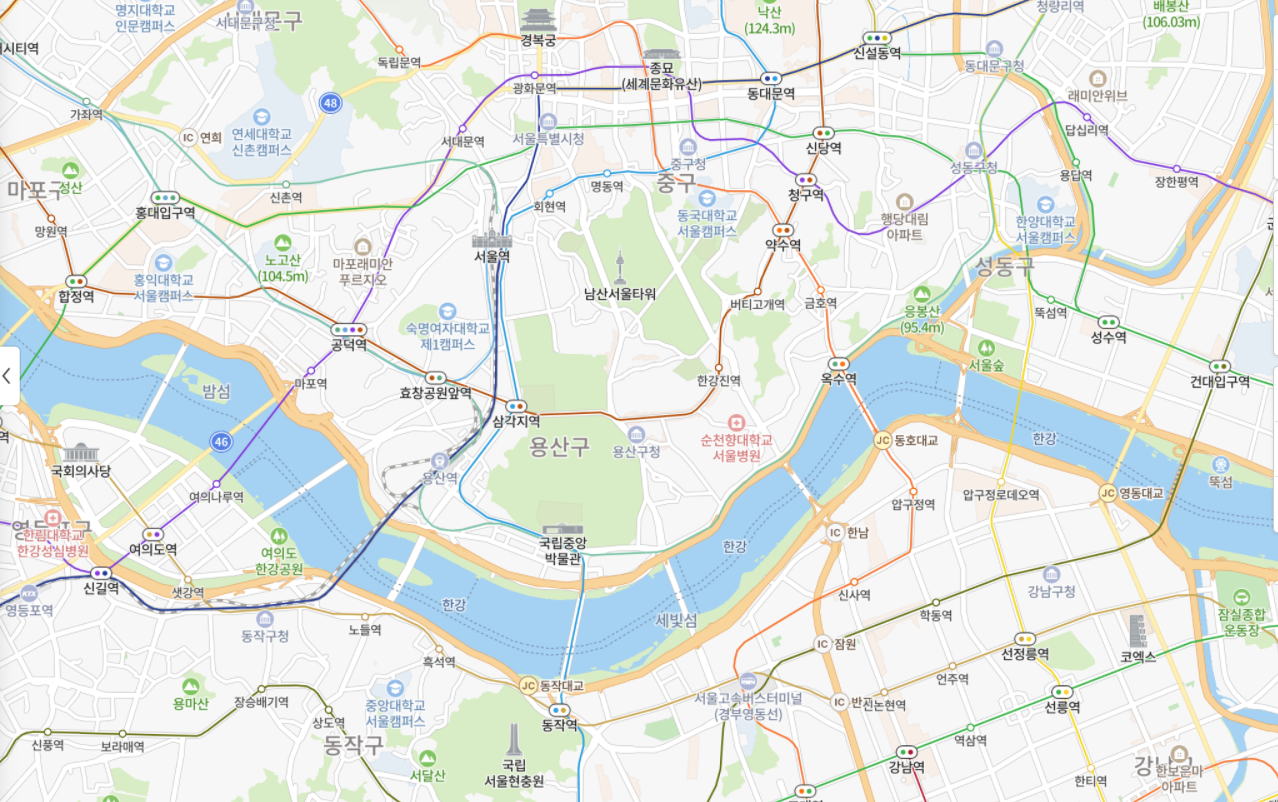 명지대학교
인문캠퍼스
서대문구청
경복궁
낙산
(124.3m)
청량리역
배봉산
(106.03m)
독립문역
신설동역
동대문구청
종묘
(세계문화유산)
광화문역
동대문역
래미안위브
48
가좌역
IC 연희
연세대학교
신촌캠퍼스
서대문역
서울특별시청
신당역
답십리역
중구청
중구
성동구청
용답역
장한평역
마포구
성산
홍대입구역
신촌역
회현역
명동역
청구역
동국대학교
서울캠퍼스
행당대림
아파트
한양대학교
서울캠퍼스
망원역
약수역
노고산
(104.5m)
마포래미안
푸르지오
서울역
성동구
홍익대학교
서울캠퍼스
합정역
남산서울타워
버티고개역
금호역
응봉산
(95.4m)
뚝섬역
숙명여자대학교
제1캠퍼스
공덕역
성수역
서울숲
밤섬
마포역
효창공원앞역
한강진역
옥수역
건대입구역
삼각지역
46
용산구
용산구청
순천향대학교
서울병원
JC 동호대교
한강
국회의사당
용산역
뚝섬
여의나루역
압구정역
압구정로데오역
JC 영동대교
한림대학교
한강성심병원
여의도역
여의도
한강공원
국립중앙
박물관
한강
IC 한남
신길역
샛강역
KTX
영등포역
한강
신사역
강남구청
동작구청
노들역
세빛섬
학동역
잠실종합
운동장
흑석역
IC 잠원
선정릉역
코엑스
언주역
용마산
장승배기역
중앙대학교
서울캠퍼스
JC 동작대교
서울고속버스터미널
(경부영동선)
IC
신논현역
선릉역
상도역
동작역
신풍역
보라매역
동작구
국립
서울현충원
서달산
역삼역
강남역
한티역
한보은마
아파트